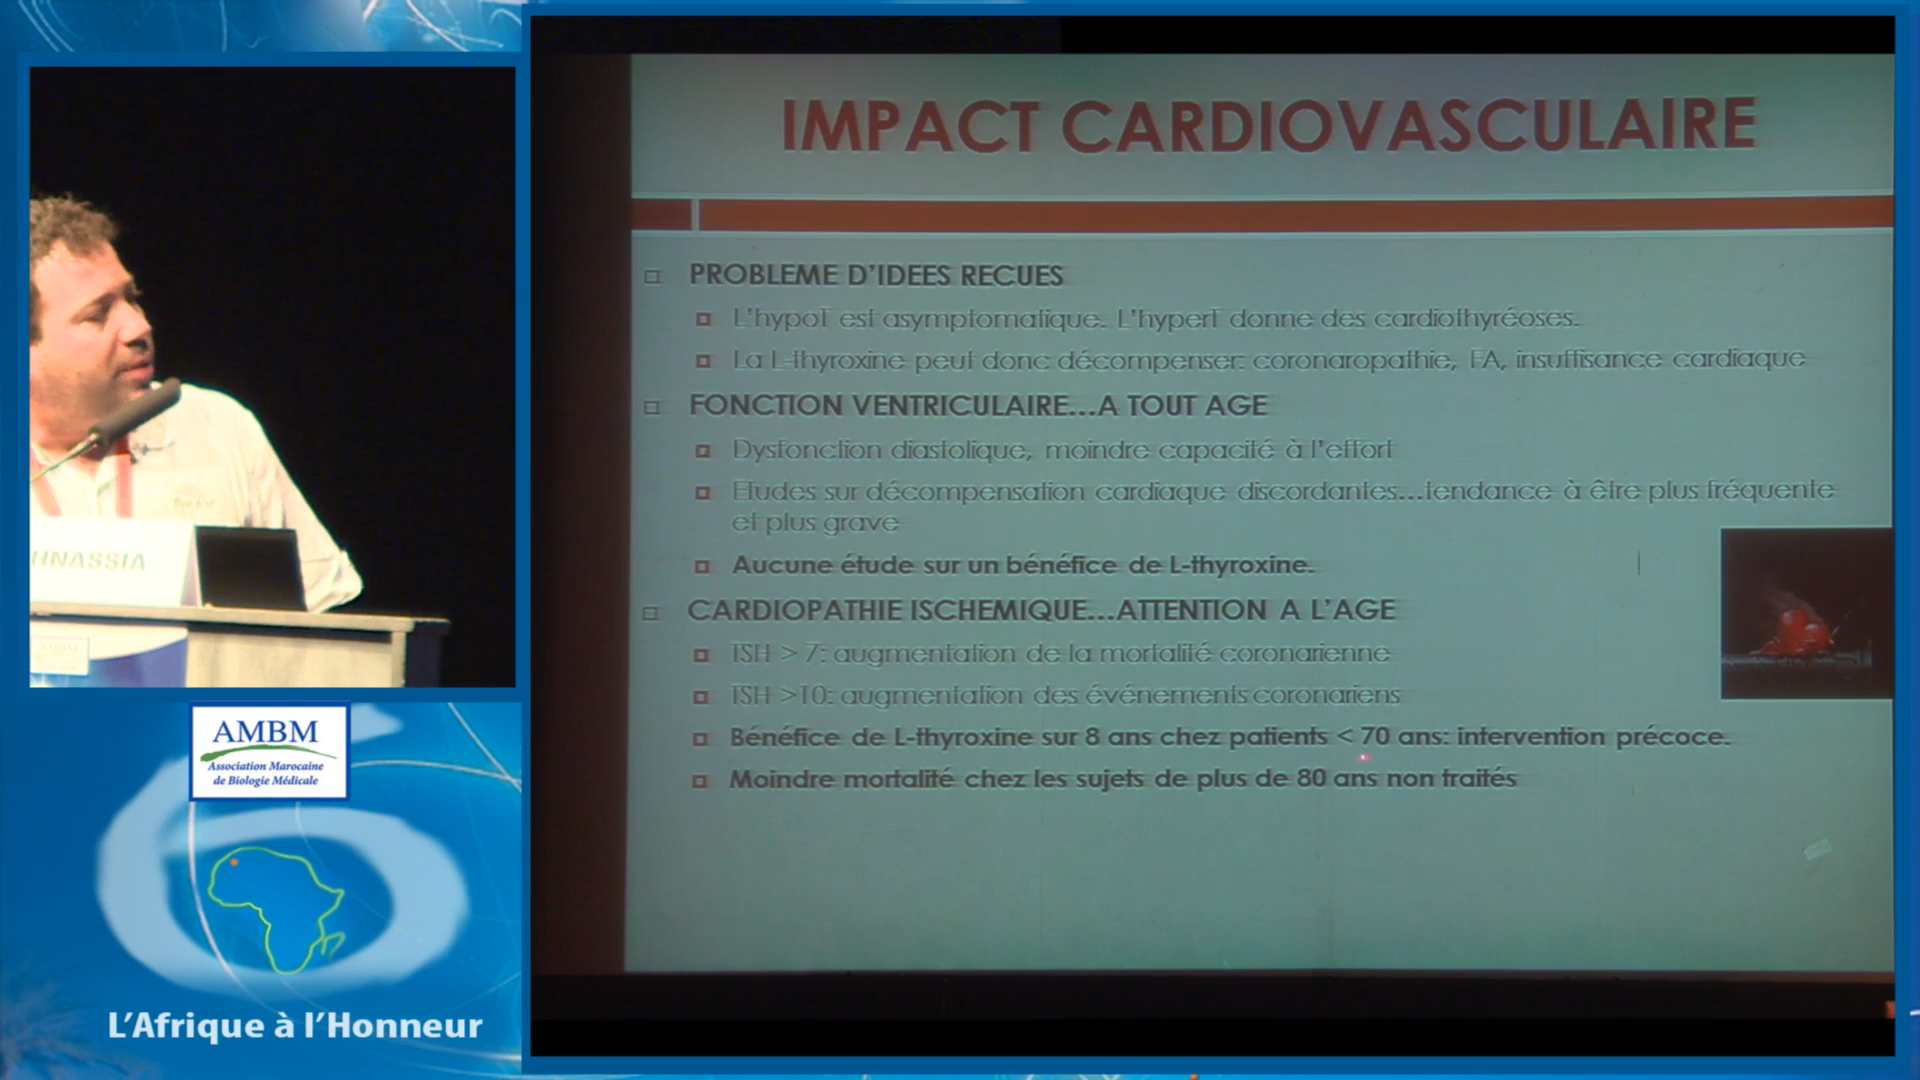 IMPACT CARDIOVASCULAIRE
PROBLEME D'IDEES RECUES
L'hypoT est asymptomatique. L'hyperT donne des cardiothyréoses.
La L-thyroxine peut donc décompenser: coronaropathie, FA, insuffisance cardiaque
FONCTION VENTRICULAIRE...A TOUT AGE
Dysfonction diastolique, moindre capacité à l'effort
Etudes sur décompensation cardiaque discordantes...tendance à être plus fréquente
et plus grave
Aucune étude sur un bénéfice de L-thyroxine.
CARDIOPATHIE ISCHEMIQUE...ATTENTION A L'AGE
TSH > 7: augmentation de la mortalité coronarienne
TSH >10: augmentation des événements coronariens
Bénéfice de L-thyroxine sur 8 ans chez patients < 70 ans: intervention précoce.
Moindre mortalité chez les sujets de plus de 80 ans non traités
HNASSIA
AMBM
AMBM
Association Marocaine
de Biologie Médicale
L'Afrique à l'Honneur